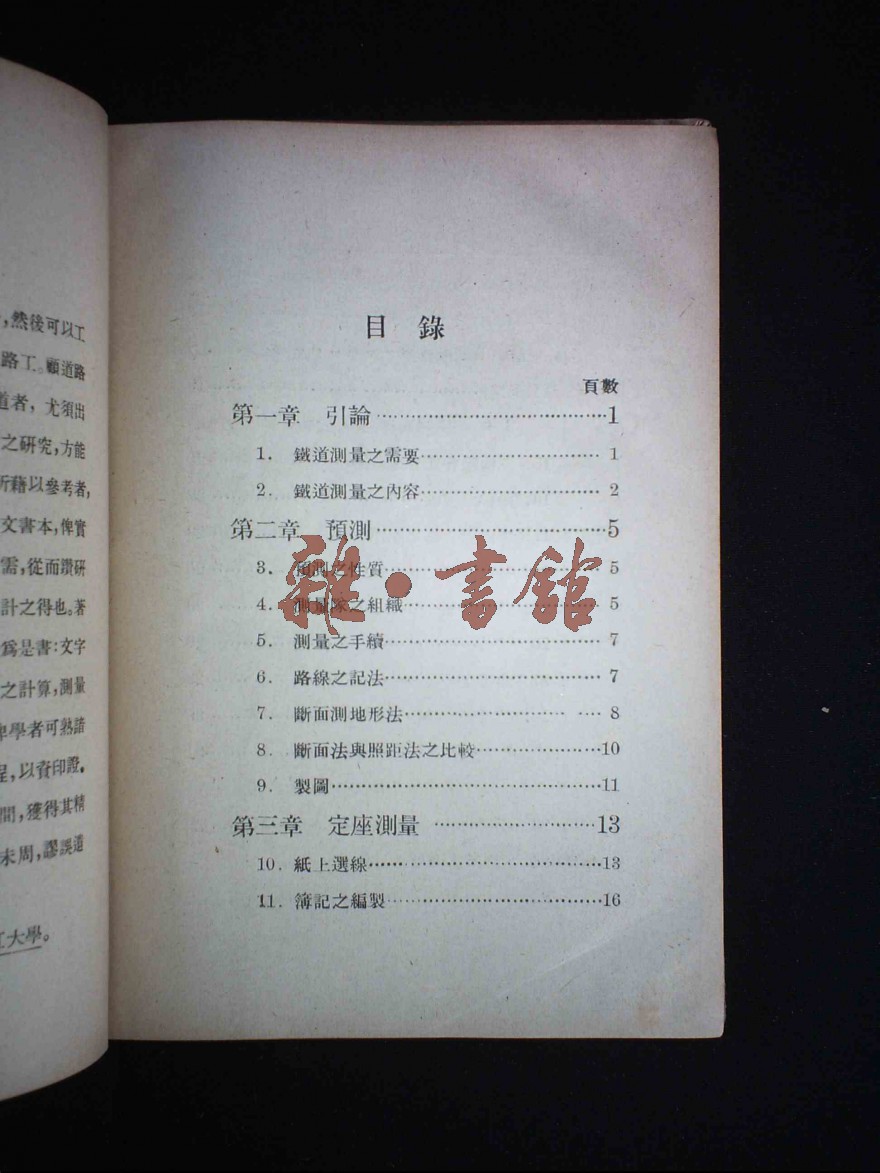 ,然後可以工
路工。顧道路
道者,尤須出
之硏究,方能
所藉以參考者,
文書本,俾實
需,從而鑽硏
計之得也。著
爲是書:文字
之計算,測量
學者可熟諳
,以資印證。
間,獲得其精
未周,謬誤遺
大學。
目錄
頁數
第一章 引論 1
1. 鐵道測量之需要 1
2. 鐵道測量之內容 2
第二章 預測 5
3. 預測之性質 5
4. 測量隊之組織 5
5. 測量之手續 7
6. 路線之記法 7
7. 斷面測地形法 8
8. 斷面法與照距法之比較 10
9. 製圖 11
第三章 定座測量 13
10. 紙上選線 13
11. 簿記之編製 16
雜·書館